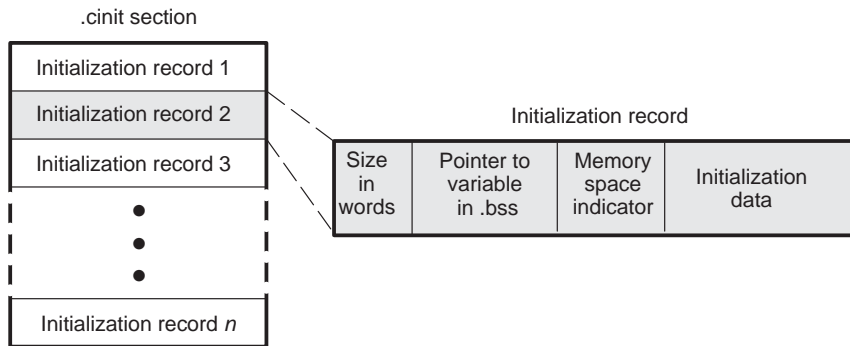 .cinit section
Initialization record 1
Initialization record 2
Initialization record 3
Initialization record n
Initialization record
Size
in
words
Pointer to
variable
in .bss
Memory
space
indicator
Initialization
data